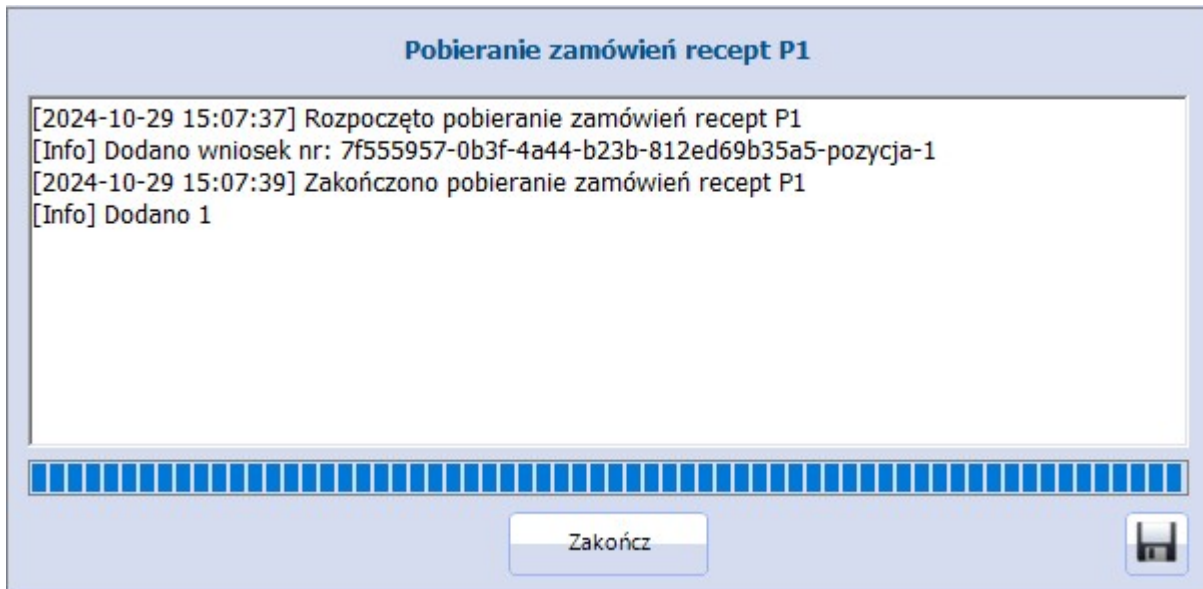 Pobieranie zamówień recept P1
[2024-10-29 15:07:37] Rozpoczęto pobieranie zamówień recept P1
[Info] Dodano wniosek nr: 7f555957-0b3f-4a44-b23b-812ed69b35a5-pozycja-1
[2024-10-29 15:07:39] Zakończono pobieranie zamówień recept P1
[Info] Dodano 1
Zakończ